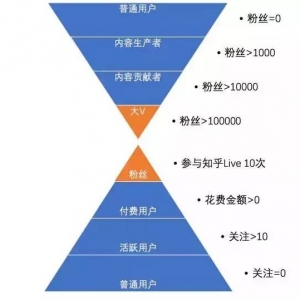 普通用户
• 粉丝=0
内容生产者
• 粉丝>1000
内容贡献者
• 粉丝>10000
大V
• 粉丝>100000
• 参与知乎Live 10次
粉丝
• 花费金额>0
付费用户
• 关注>10
活跃用户
• 关注=0
普通用户